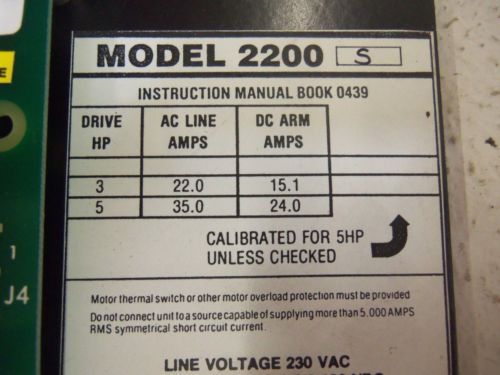 MODEL 2200 S
INSTRUCTION MANUAL BOOK 0439
DRIVE HP AC LINE AMPS DC ARM AMPS
3 22.0 15.1
5 35.0 24.0
CALIBRATED FOR 5HP
UNLESS CHECKED
Motor thermal switch or other motor overload protection must be provided
Do not connect unit to a source capable of supplying more than 5.000 AMPS
RMS symmetrical short circuit current.
LINE VOLTAGE 230 VAC
1
J4